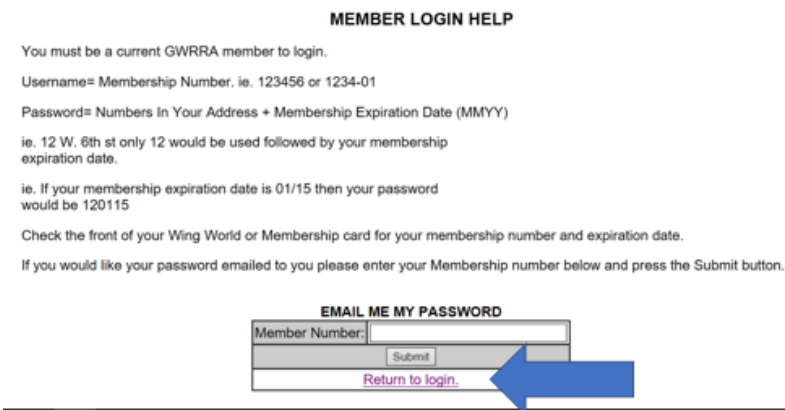 MEMBER LOGIN HELP
You must be a current GWRRA member to login.
Username= Membership Number. ie. 123456 or 1234-01
Password= Numbers In Your Address + Membership Expiration Date (MMYY)
ie. 12 W. 6th st only 12 would be used followed by your membership
expiration date.
ie. If your membership expiration date is 01/15 then your password
would be 120115
Check the front of your Wing World or Membership card for your membership number and expiration date.
If you would like your password emailed to you please enter your Membership number below and press the Submit button.
EMAIL ME MY PASSWORD
Member Number:
Submit
Return to login.